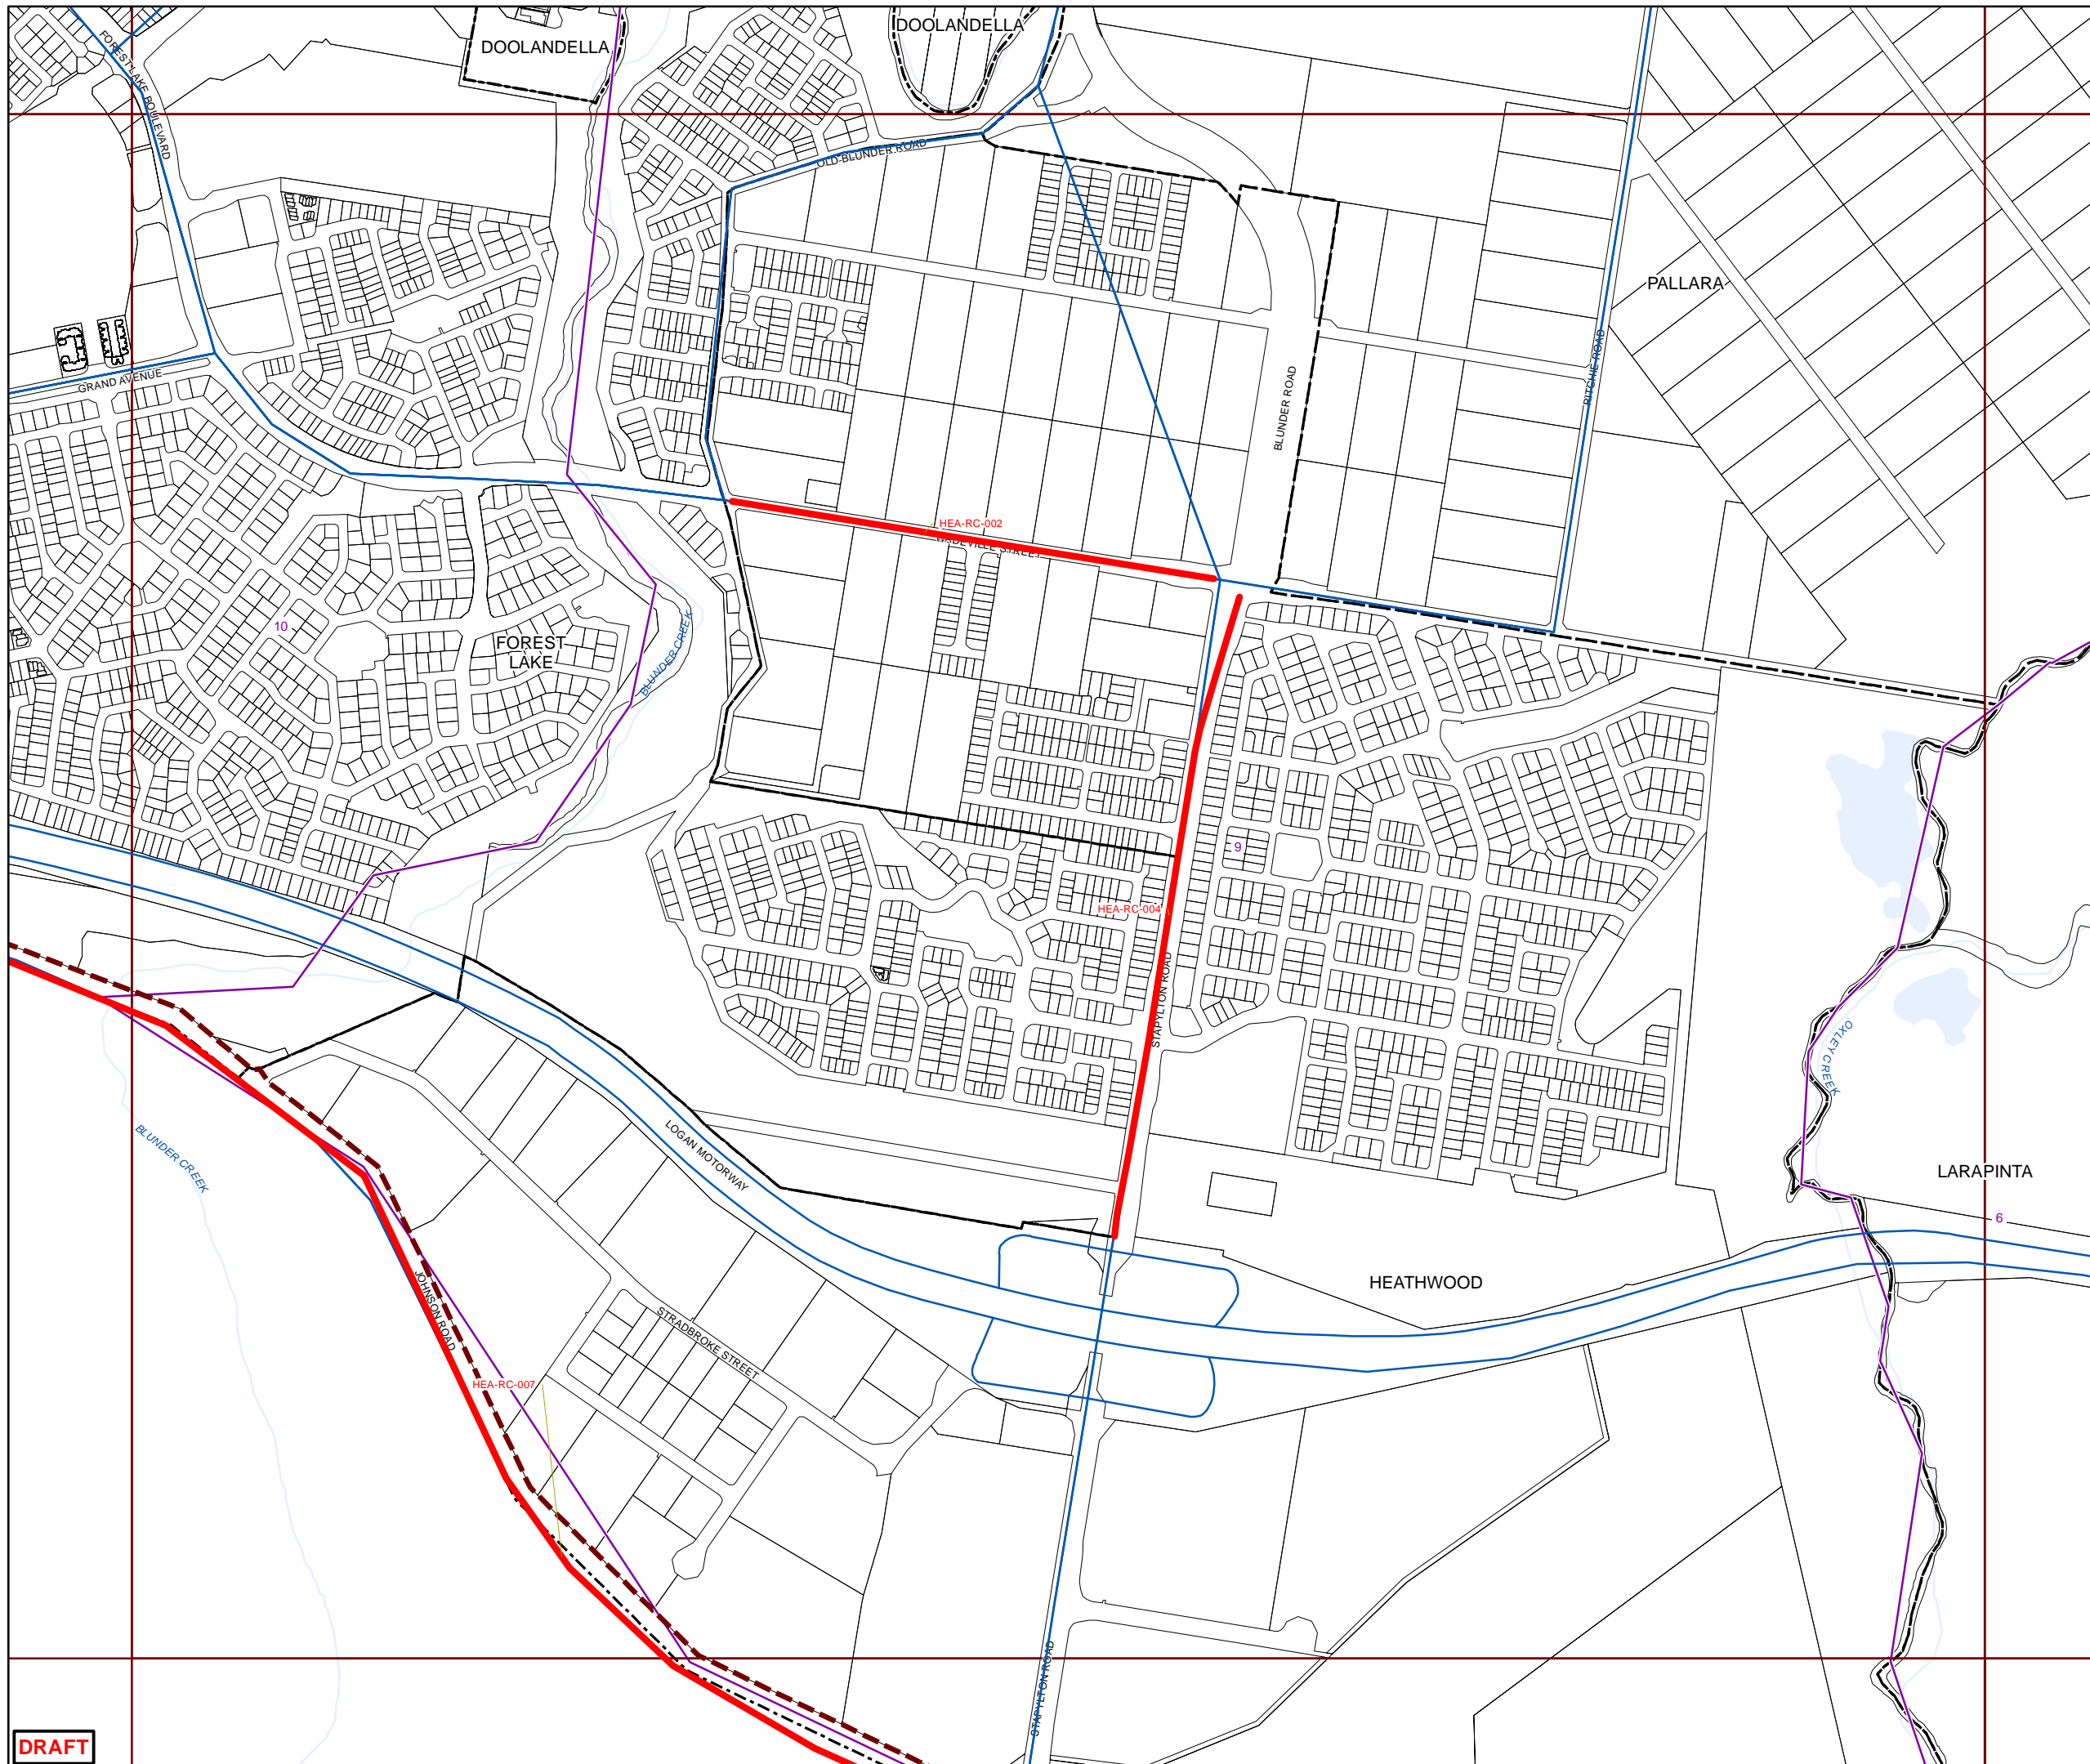 DOOLANDELLA
DOOLANDELLA
FOREST LAKE BOULEVARD
OLD BLUNDER ROAD
PALLARA
GRAND AVENUE
BLUNDER ROAD
RITCHIE ROAD
HEA-RC-002
WADEVILLE STREET
10
FOREST
LAKE
BLUNDER CREEK
9
HEA-RC-004
STAPYLTON ROAD
OXLEY CREEK
BLUNDER CREEK
LOGAN MOTORWAY
LARAPINTA
6
HEATHWOOD
JOHNSON ROAD
STRADBROKE STREET
HEA-RC-007
STAPYLTON ROAD
DRAFT